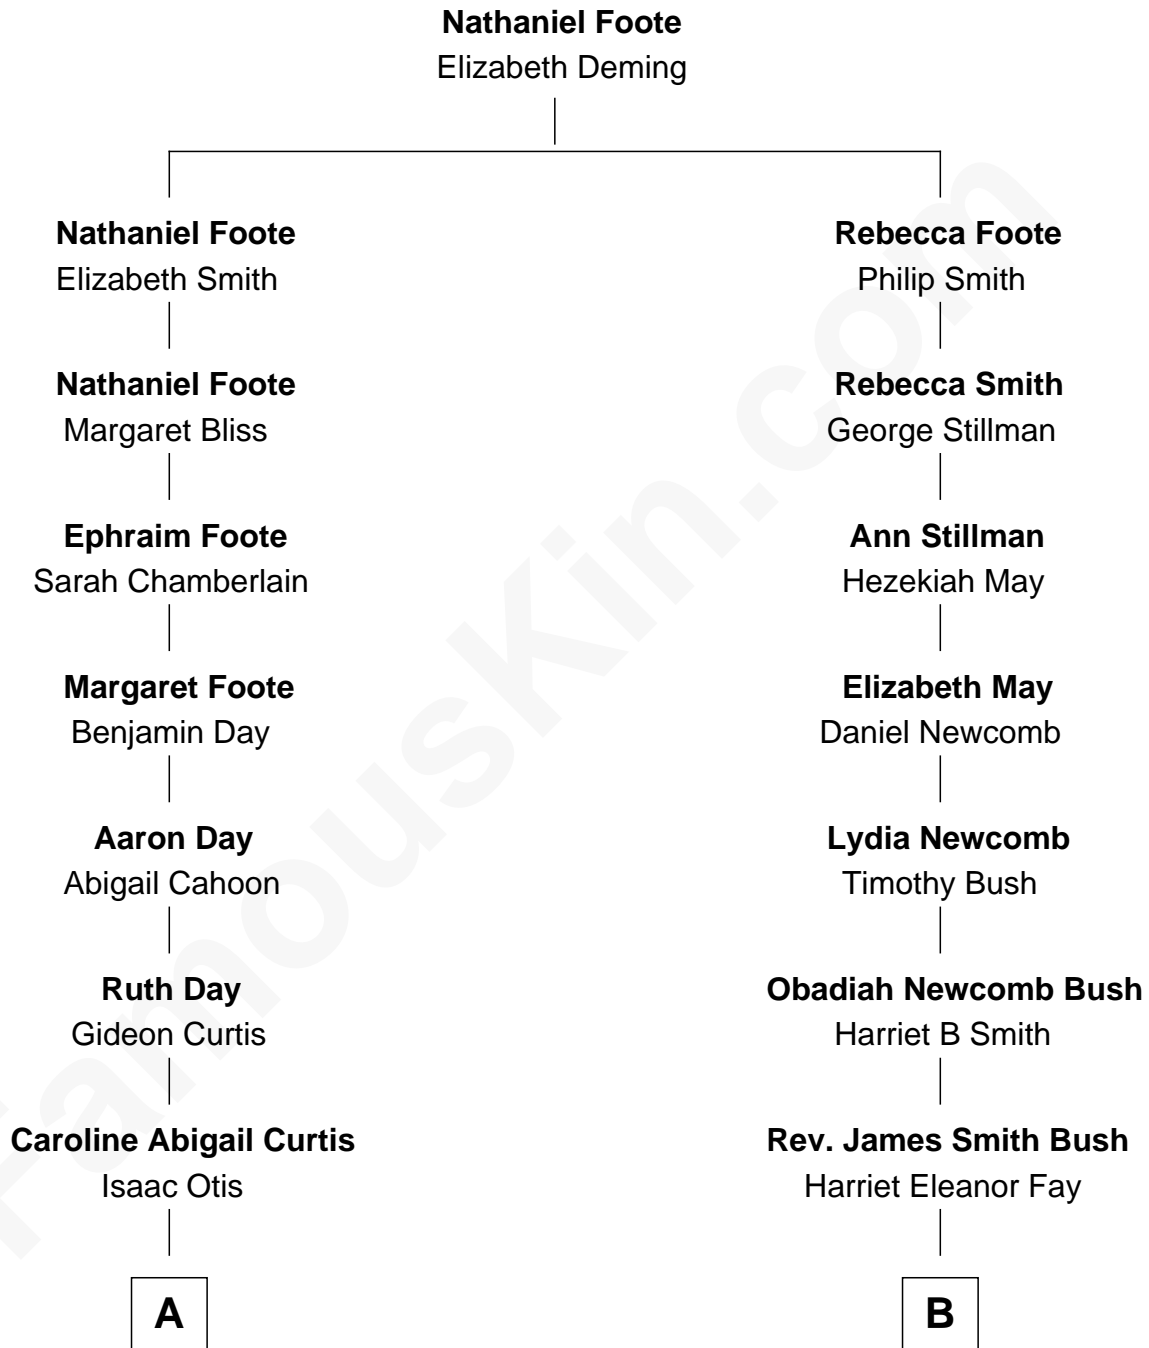 Nathaniel Foote
Elizabeth Deming
Nathaniel Foote
Elizabeth Smith
Rebecca Foote
Philip Smith
Nathaniel Foote
Margaret Bliss
Rebecca Smith
George Stillman
Ephraim Foote
Sarah Chamberlain
Ann Stillman
Hezekiah May
Margaret Foote
Benjamin Day
Elizabeth May
Daniel Newcomb
Aaron Day
Abigail Cahoon
Lydia Newcomb
Timothy Bush
Ruth Day
Gideon Curtis
Obadiah Newcomb Bush
Harriet B Smith
Caroline Abigail Curtis
Isaac Otis
Rev. James Smith Bush
Harriet Eleanor Fay
A
B
FamousKin.com